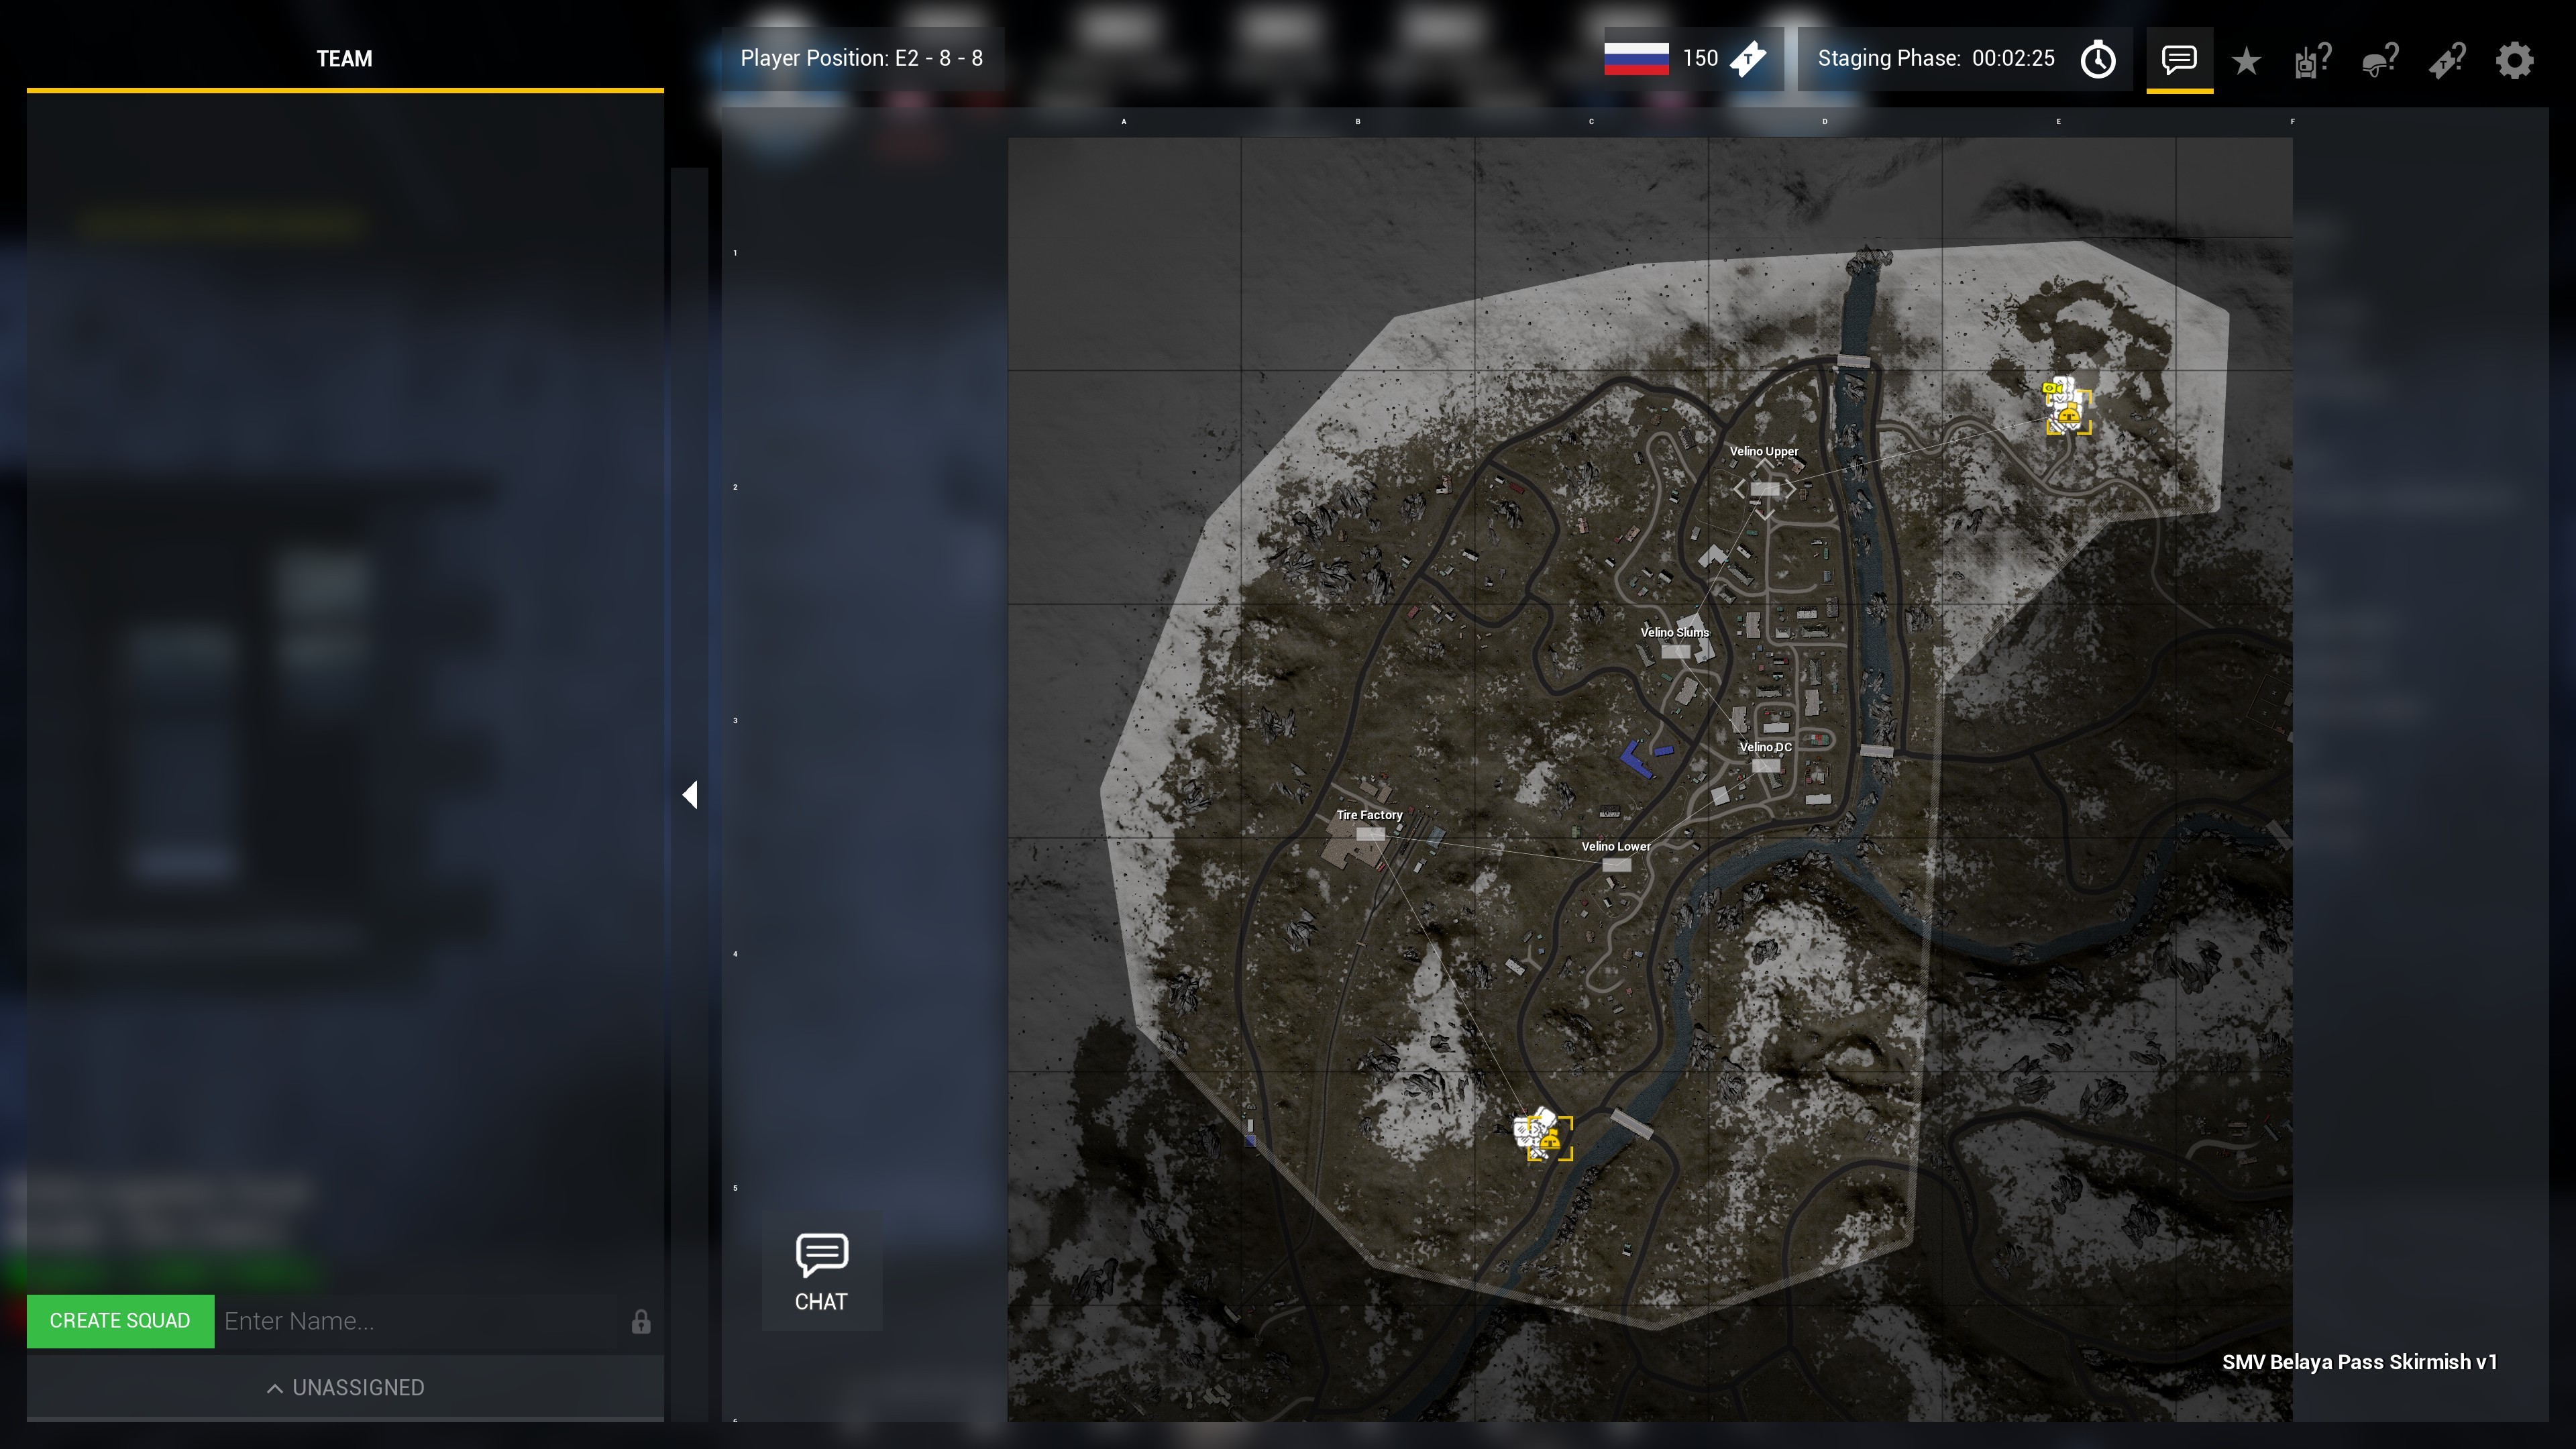 TEAM
Player Position: E2 - 8 - 8
150
Staging Phase: 00:02:25
A B C D E F
1
2
3
4
5
6
Velino Upper
Velino Slums
Velino DC
Tire Factory
Velino Lower
CHAT
CREATE SQUAD
Enter Name...
UNASSIGNED
SMV Belaya Pass Skirmish v1